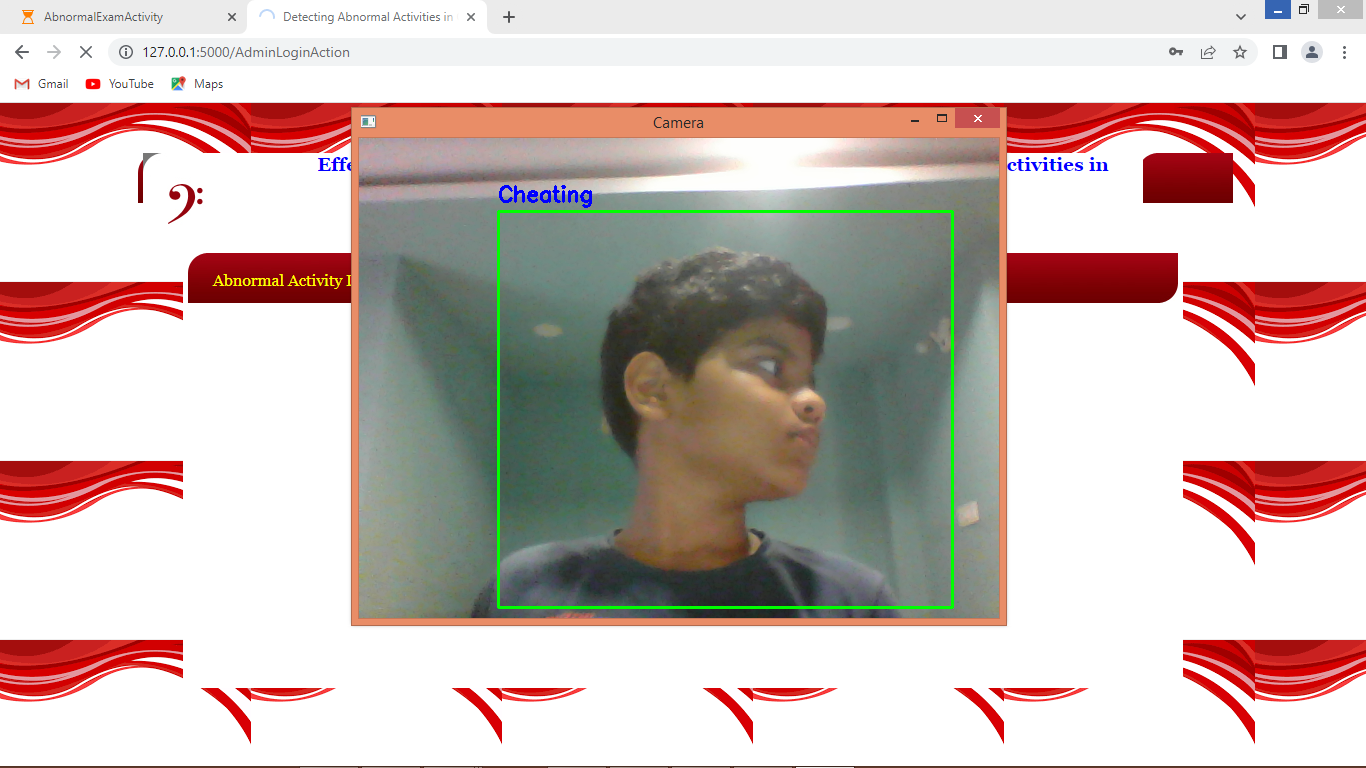 AbnormalExamActivity
Detecting Abnormal Activities in
127.0.0.1:5000/AdminLoginAction
Gmail YouTube Maps
Camera
ctivities in
Cheating
Abnormal Activity